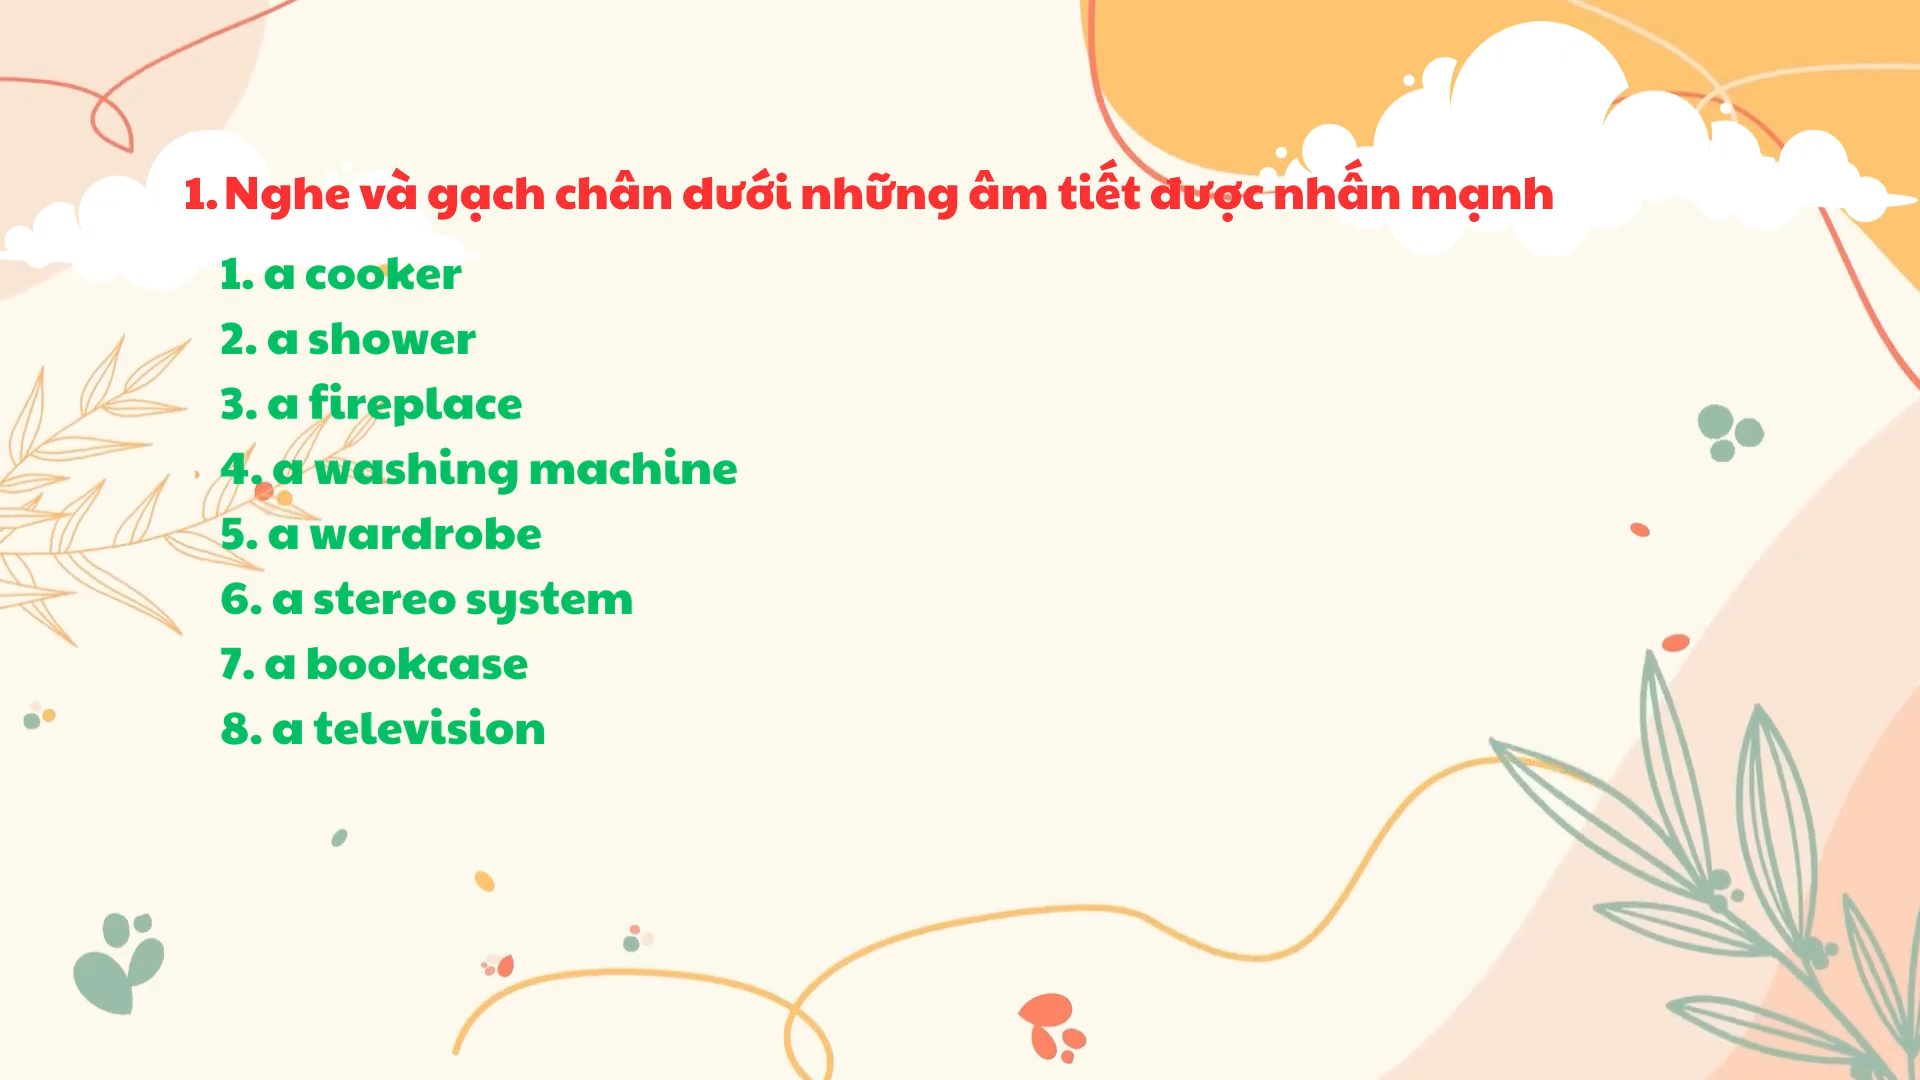 1. Nghe và gạch chân dưới những âm tiết được nhấn mạnh
1. a cooker
2. a shower
3. a fireplace
4. a washing machine
5. a wardrobe
6. a stereo system
7. a bookcase
8. a television